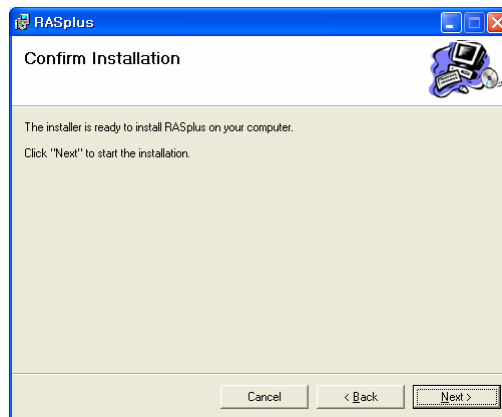 RASplus
Confirm Installation
The installer is ready to install RASplus on your computer.
Click "Next" to start the installation.
Cancel
< Back
Next >